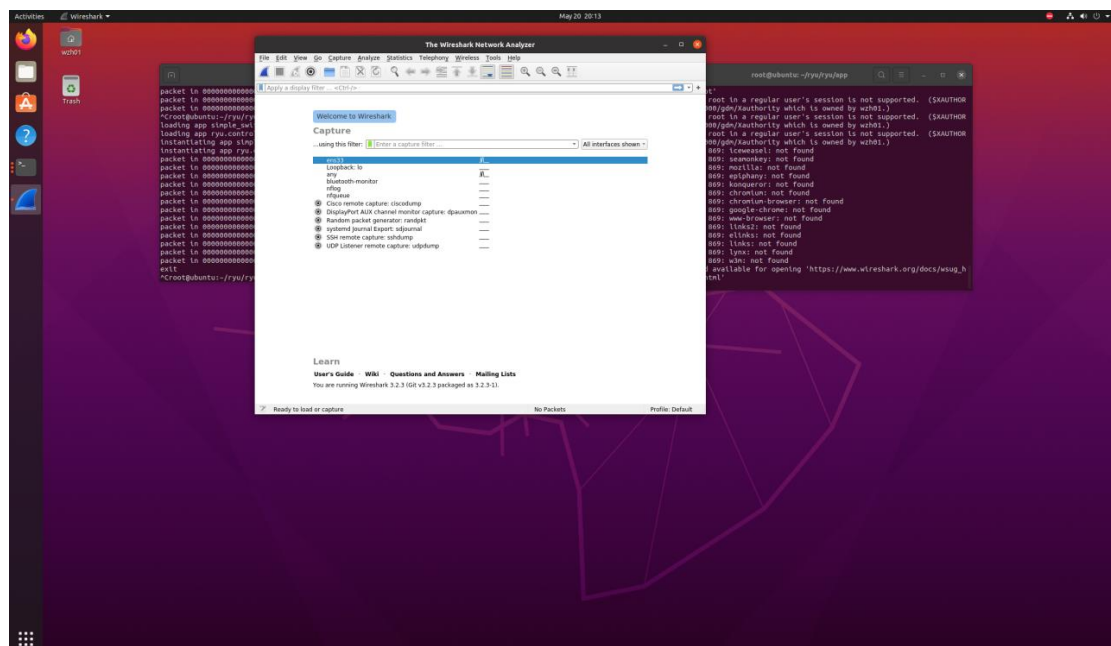 Activities
Wireshark
May 20 20:13
wzh01
Trash
The Wireshark Network Analyzer
File Edit View Go Capture Analyze Statistics Telephony Wireless Tools Help
Apply a display filter ... <Ctrl-/>
Welcome to Wireshark
Capture
...using this filter: Enter a capture filter ... All interfaces shown
ens33
Loopback: lo
any
bluetooth-monitor
nflog
nfqueue
Cisco remote capture: ciscodump
DisplayPort AUX channel monitor capture: dpauxmon
Random packet generator: randpkt
systemd Journal Export: sdjournal
SSH remote capture: sshdump
UDP Listener remote capture: udpdump
Learn
User's Guide · Wiki · Questions and Answers · Mailing Lists
You are running Wireshark 3.2.3 (Git v3.2.3 packaged as 3.2.3-1).
Ready to load or capture
No Packets
Profile: Default
packet in 000000000000
packet in 000000000000
packet in 000000000000
^Croot@ubuntu:~/ryu/ryu
loading app simple_swi
loading app ryu.contro
instantiating app simp
instantiating app ryu.
packet in 000000000000
packet in 000000000000
packet in 000000000000
packet in 000000000000
packet in 000000000000
packet in 000000000000
packet in 000000000000
packet in 000000000000
packet in 000000000000
packet in 000000000000
packet in 000000000000
packet in 000000000000
packet in 000000000000
exit
^Croot@ubuntu:~/ryu/ry
root@ubuntu: ~/ryu/ryu/app
ot'
root in a regular user's session is not supported. ($XAUTHOR
000/gdm/Xauthority which is owned by wzh01.)
root in a regular user's session is not supported. ($XAUTHOR
000/gdm/Xauthority which is owned by wzh01.)
root in a regular user's session is not supported. ($XAUTHOR
000/gdm/Xauthority which is owned by wzh01.)
869: iceweasel: not found
869: seamonkey: not found
869: mozilla: not found
869: epiphany: not found
869: konqueror: not found
869: chromium: not found
869: chromium-browser: not found
869: google-chrome: not found
869: www-browser: not found
869: links2: not found
869: elinks: not found
869: links: not found
869: lynx: not found
869: w3m: not found
d available for opening 'https://www.wireshark.org/docs/wsug_h
tml'